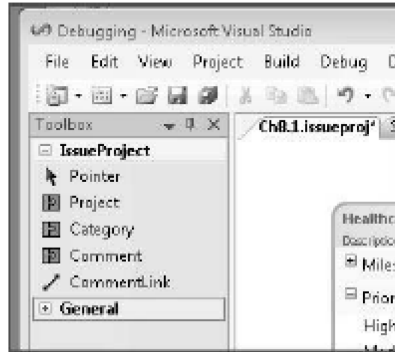 Debugging - Microsoft Visual Studio
File Edit View Project Build Debug
Toolbox
Ch8.1.issueproj*
IssueProject
Pointer
Project
Category
Comment
CommentLink
General
Healthc
Descriptio
Miles
Prior
High